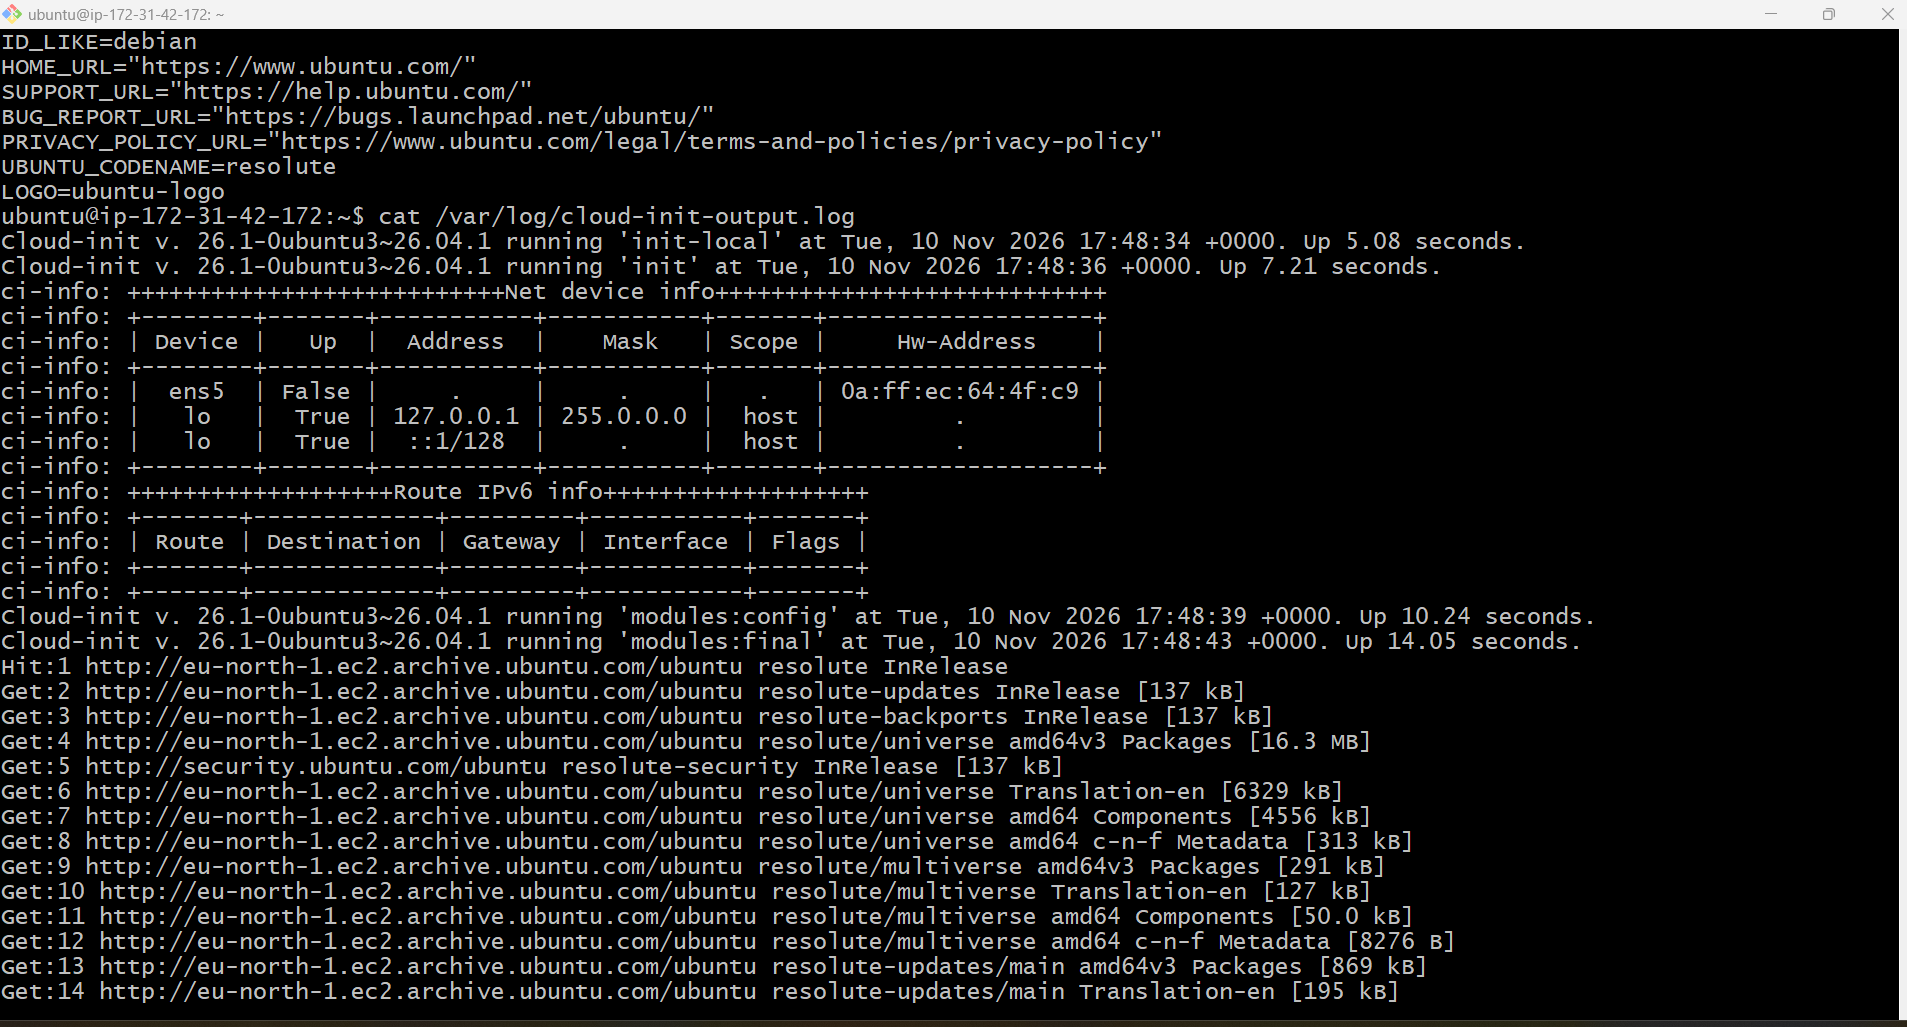 ubuntu@ip-172-31-42-172: ~
ID_LIKE=debian
HOME_URL="https://www.ubuntu.com/"
SUPPORT_URL="https://help.ubuntu.com/"
BUG_REPORT_URL="https://bugs.launchpad.net/ubuntu/"
PRIVACY_POLICY_URL="https://www.ubuntu.com/legal/terms-and-policies/privacy-policy"
UBUNTU_CODENAME=resolute
LOGO=ubuntu-logo
ubuntu@ip-172-31-42-172:~$ cat /var/log/cloud-init-output.log
Cloud-init v. 26.1-0ubuntu3~26.04.1 running 'init-local' at Tue, 10 Nov 2026 17:48:34 +0000. Up 5.08 seconds.
Cloud-init v. 26.1-0ubuntu3~26.04.1 running 'init' at Tue, 10 Nov 2026 17:48:36 +0000. Up 7.21 seconds.
ci-info: +++++++++++++++++++++++++++Net device info++++++++++++++++++++++++++++
ci-info: +--------+-------+-----------+-----------+-------+-------------------+
ci-info: | Device |   Up  |  Address  |    Mask   | Scope |     Hw-Address    |
ci-info: +--------+-------+-----------+-----------+-------+-------------------+
ci-info: |  ens5  | False |     .     |     .     |   .   | 0a:ff:ec:64:4f:c9 |
ci-info: |   lo   |  True | 127.0.0.1 | 255.0.0.0 |  host |         .         |
ci-info: |   lo   |  True |  ::1/128  |     .     |  host |         .         |
ci-info: +--------+-------+-----------+-----------+-------+-------------------+
ci-info: +++++++++++++++++++Route IPv6 info+++++++++++++++++++
ci-info: +-------+-------------+---------+-----------+-------+
ci-info: | Route | Destination | Gateway | Interface | Flags |
ci-info: +-------+-------------+---------+-----------+-------+
ci-info: +-------+-------------+---------+-----------+-------+
Cloud-init v. 26.1-0ubuntu3~26.04.1 running 'modules:config' at Tue, 10 Nov 2026 17:48:39 +0000. Up 10.24 seconds.
Cloud-init v. 26.1-0ubuntu3~26.04.1 running 'modules:final' at Tue, 10 Nov 2026 17:48:43 +0000. Up 14.05 seconds.
Hit:1 http://eu-north-1.ec2.archive.ubuntu.com/ubuntu resolute InRelease
Get:2 http://eu-north-1.ec2.archive.ubuntu.com/ubuntu resolute-updates InRelease [137 kB]
Get:3 http://eu-north-1.ec2.archive.ubuntu.com/ubuntu resolute-backports InRelease [137 kB]
Get:4 http://eu-north-1.ec2.archive.ubuntu.com/ubuntu resolute/universe amd64v3 Packages [16.3 MB]
Get:5 http://security.ubuntu.com/ubuntu resolute-security InRelease [137 kB]
Get:6 http://eu-north-1.ec2.archive.ubuntu.com/ubuntu resolute/universe Translation-en [6329 kB]
Get:7 http://eu-north-1.ec2.archive.ubuntu.com/ubuntu resolute/universe amd64 Components [4556 kB]
Get:8 http://eu-north-1.ec2.archive.ubuntu.com/ubuntu resolute/universe amd64 c-n-f Metadata [313 kB]
Get:9 http://eu-north-1.ec2.archive.ubuntu.com/ubuntu resolute/multiverse amd64v3 Packages [291 kB]
Get:10 http://eu-north-1.ec2.archive.ubuntu.com/ubuntu resolute/multiverse Translation-en [127 kB]
Get:11 http://eu-north-1.ec2.archive.ubuntu.com/ubuntu resolute/multiverse amd64 Components [50.0 kB]
Get:12 http://eu-north-1.ec2.archive.ubuntu.com/ubuntu resolute/multiverse amd64 c-n-f Metadata [8276 B]
Get:13 http://eu-north-1.ec2.archive.ubuntu.com/ubuntu resolute-updates/main amd64v3 Packages [869 kB]
Get:14 http://eu-north-1.ec2.archive.ubuntu.com/ubuntu resolute-updates/main Translation-en [195 kB]